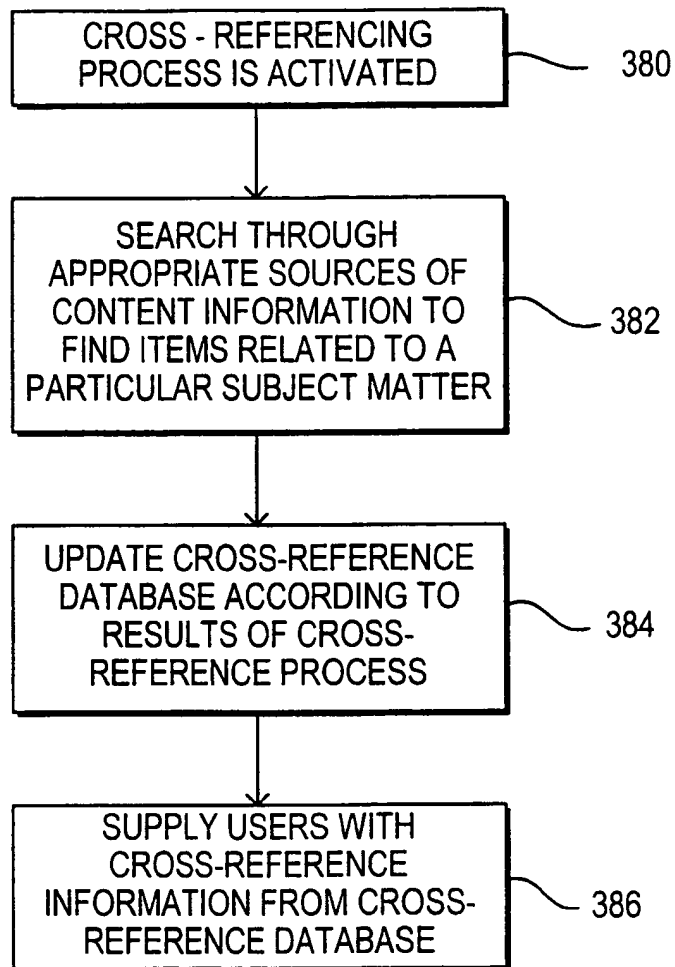 CROSS - REFERENCING
PROCESS IS ACTIVATED
380
SEARCH THROUGH
APPROPRIATE SOURCES OF
CONTENT INFORMATION TO
FIND ITEMS RELATED TO A
PARTICULAR SUBJECT MATTER
382
UPDATE CROSS-REFERENCE
DATABASE ACCORDING TO
RESULTS OF CROSS-
REFERENCE PROCESS
384
SUPPLY USERS WITH
CROSS-REFERENCE
INFORMATION FROM CROSS-
REFERENCE DATABASE
386